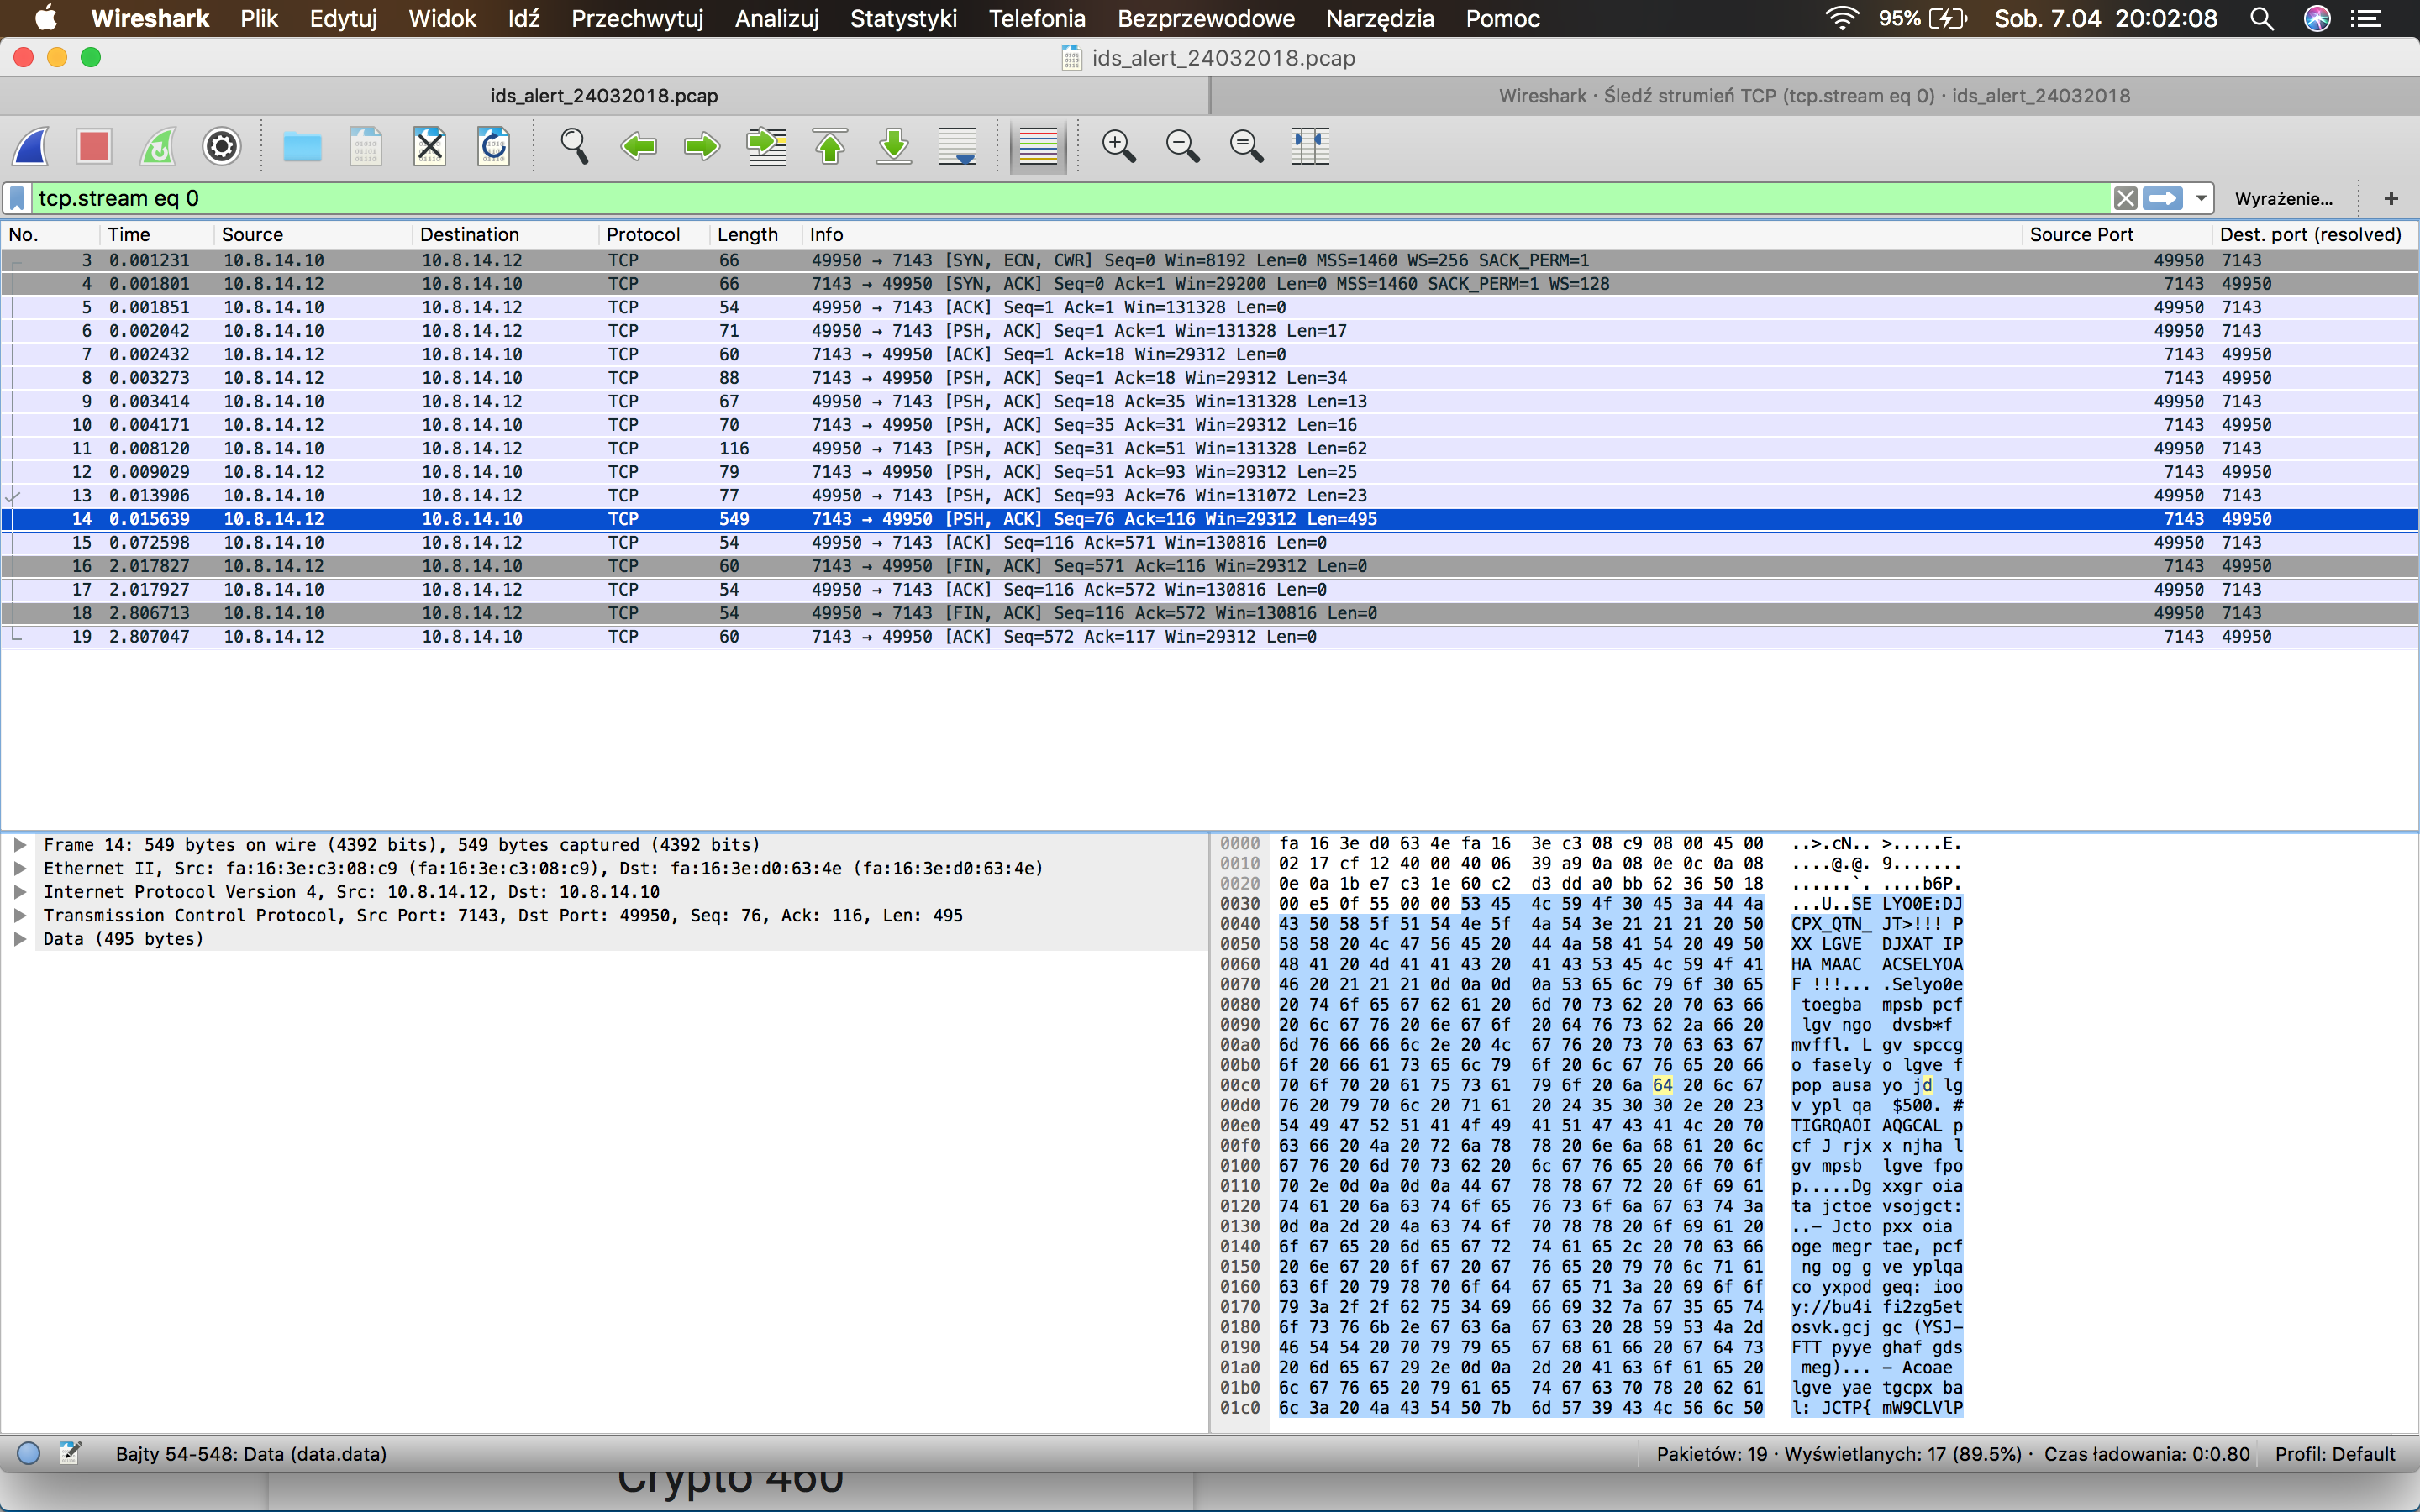 Wireshark Plik Edytuj Widok Idź Przechwytuj Analizuj Statystyki Telefonia Bezprzewodowe Narzędzia Pomoc 95% Sob. 7.04 20:02:08
ids_alert_24032018.pcap
ids_alert_24032018.pcap Wireshark · Śledź strumień TCP (tcp.stream eq 0) · ids_alert_24032018
tcp.stream eq 0 Wyrażenie... +
No. Time Source Destination Protocol Length Info Source Port Dest. port (resolved)
3 0.001231 10.8.14.10 10.8.14.12 TCP 66 49950 → 7143 [SYN, ECN, CWR] Seq=0 Win=8192 Len=0 MSS=1460 WS=256 SACK_PERM=1 49950 7143
4 0.001801 10.8.14.12 10.8.14.10 TCP 66 7143 → 49950 [SYN, ACK] Seq=0 Ack=1 Win=29200 Len=0 MSS=1460 SACK_PERM=1 WS=128 7143 49950
5 0.001851 10.8.14.10 10.8.14.12 TCP 54 49950 → 7143 [ACK] Seq=1 Ack=1 Win=131328 Len=0 49950 7143
6 0.002042 10.8.14.10 10.8.14.12 TCP 71 49950 → 7143 [PSH, ACK] Seq=1 Ack=1 Win=131328 Len=17 49950 7143
7 0.002432 10.8.14.12 10.8.14.10 TCP 60 7143 → 49950 [ACK] Seq=1 Ack=18 Win=29312 Len=0 7143 49950
8 0.003273 10.8.14.12 10.8.14.10 TCP 88 7143 → 49950 [PSH, ACK] Seq=1 Ack=18 Win=29312 Len=34 7143 49950
9 0.003414 10.8.14.10 10.8.14.12 TCP 67 49950 → 7143 [PSH, ACK] Seq=18 Ack=35 Win=131328 Len=13 49950 7143
10 0.004171 10.8.14.12 10.8.14.10 TCP 70 7143 → 49950 [PSH, ACK] Seq=35 Ack=31 Win=29312 Len=16 7143 49950
11 0.008120 10.8.14.10 10.8.14.12 TCP 116 49950 → 7143 [PSH, ACK] Seq=31 Ack=51 Win=131328 Len=62 49950 7143
12 0.009029 10.8.14.12 10.8.14.10 TCP 79 7143 → 49950 [PSH, ACK] Seq=51 Ack=93 Win=29312 Len=25 7143 49950
13 0.013906 10.8.14.10 10.8.14.12 TCP 77 49950 → 7143 [PSH, ACK] Seq=93 Ack=76 Win=131072 Len=23 49950 7143
14 0.015639 10.8.14.12 10.8.14.10 TCP 549 7143 → 49950 [PSH, ACK] Seq=76 Ack=116 Win=29312 Len=495 7143 49950
15 0.072598 10.8.14.10 10.8.14.12 TCP 54 49950 → 7143 [ACK] Seq=116 Ack=571 Win=130816 Len=0 49950 7143
16 2.017827 10.8.14.12 10.8.14.10 TCP 60 7143 → 49950 [FIN, ACK] Seq=571 Ack=116 Win=29312 Len=0 7143 49950
17 2.017927 10.8.14.10 10.8.14.12 TCP 54 49950 → 7143 [ACK] Seq=116 Ack=572 Win=130816 Len=0 49950 7143
18 2.806713 10.8.14.10 10.8.14.12 TCP 54 49950 → 7143 [FIN, ACK] Seq=116 Ack=572 Win=130816 Len=0 49950 7143
19 2.807047 10.8.14.12 10.8.14.10 TCP 60 7143 → 49950 [ACK] Seq=572 Ack=117 Win=29312 Len=0 7143 49950
Frame 14: 549 bytes on wire (4392 bits), 549 bytes captured (4392 bits)
Ethernet II, Src: fa:16:3e:c3:08:c9 (fa:16:3e:c3:08:c9), Dst: fa:16:3e:d0:63:4e (fa:16:3e:d0:63:4e)
Internet Protocol Version 4, Src: 10.8.14.12, Dst: 10.8.14.10
Transmission Control Protocol, Src Port: 7143, Dst Port: 49950, Seq: 76, Ack: 116, Len: 495
Data (495 bytes)
0000 fa 16 3e d0 63 4e fa 16 3e c3 08 c9 08 00 45 00 ..>.cN.. >.....E.
0010 02 17 cf 12 40 00 40 06 39 a9 0a 08 0e 0c 0a 08 ....@.@. 9.......
0020 0e 0a 1b e7 c3 1e 60 c2 d3 dd a0 bb 62 36 50 18 ......`. ....b6P.
0030 00 e5 0f 55 00 00 53 45 4c 59 4f 30 45 3a 44 4a ...U..SE LYO0E:DJ
0040 43 50 58 5f 51 54 4e 5f 4a 54 3e 21 21 21 20 50 CPX_QTN_ JT>!!! P
0050 58 58 20 4c 47 56 45 20 44 4a 58 41 54 20 49 50 XX LGVE DJXAT IP
0060 48 41 20 4d 41 41 43 20 41 43 53 45 4c 59 4f 41 HA MAAC ACSELYOA
0070 46 20 21 21 21 0d 0a 0d 0a 53 65 6c 79 6f 30 65 F !!!... .Selyo0e
0080 20 74 6f 65 67 62 61 20 6d 70 73 62 20 70 63 66 toegba mpsb pcf
0090 20 6c 67 76 20 6e 67 6f 20 64 76 73 62 2a 66 20 lgv ngo dvsb*f
00a0 6d 76 66 66 6c 2e 20 4c 67 76 20 73 70 63 63 67 mvffl. L gv spccg
00b0 6f 20 66 61 73 65 6c 79 6f 20 6c 67 76 65 20 66 o fasely o lgve f
00c0 70 6f 70 20 61 75 73 61 79 6f 20 6a 64 20 6c 67 pop ausa yo jd lg
00d0 76 20 79 70 6c 20 71 61 20 24 35 30 30 2e 20 23 v ypl qa $500. #
00e0 54 49 47 52 51 41 4f 49 41 51 47 43 41 4c 20 70 TIGRQAOI AQGCAL p
00f0 63 66 20 4a 20 72 6a 78 78 20 6e 6a 68 61 20 6c cf J rjx x njha l
0100 67 76 20 6d 70 73 62 20 6c 67 76 65 20 66 70 6f gv mpsb lgve fpo
0110 70 2e 0d 0a 0d 0a 44 67 78 78 67 72 20 6f 69 61 p.....Dg xxgr oia
0120 74 61 20 6a 63 74 6f 65 76 73 6f 6a 67 63 74 3a ta jctoe vsojgct:
0130 0d 0a 2d 20 4a 63 74 6f 70 78 78 20 6f 69 61 20 ..- Jcto pxx oia
0140 6f 67 65 20 6d 65 67 72 74 61 65 2c 20 70 63 66 oge megr tae, pcf
0150 20 6e 67 20 6f 67 20 67 76 65 20 79 70 6c 71 61 ng og g ve yplqa
0160 63 6f 20 79 78 70 6f 64 67 65 71 3a 20 69 6f 6f co yxpod geq: ioo
0170 79 3a 2f 2f 62 75 34 69 66 69 32 7a 67 35 65 74 y://bu4i fi2zg5et
0180 6f 73 76 6b 2e 67 63 6a 67 63 20 28 59 53 4a 2d osvk.gcj gc (YSJ-
0190 46 54 54 20 70 79 79 65 67 68 61 66 20 67 64 73 FTT pyye ghaf gds
01a0 20 6d 65 67 29 2e 0d 0a 2d 20 41 63 6f 61 65 20 meg)... - Acoae
01b0 6c 67 76 65 20 79 61 65 74 67 63 70 78 20 62 61 lgve yae tgcpx ba
01c0 6c 3a 20 4a 43 54 50 7b 6d 57 39 43 4c 56 6c 50 l: JCTP{ mW9CLVlP
Bajty 54-548: Data (data.data) Pakietów: 19 · Wyświetlanych: 17 (89.5%) · Czas ładowania: 0:0.80 Profil: Default
Crypto 460